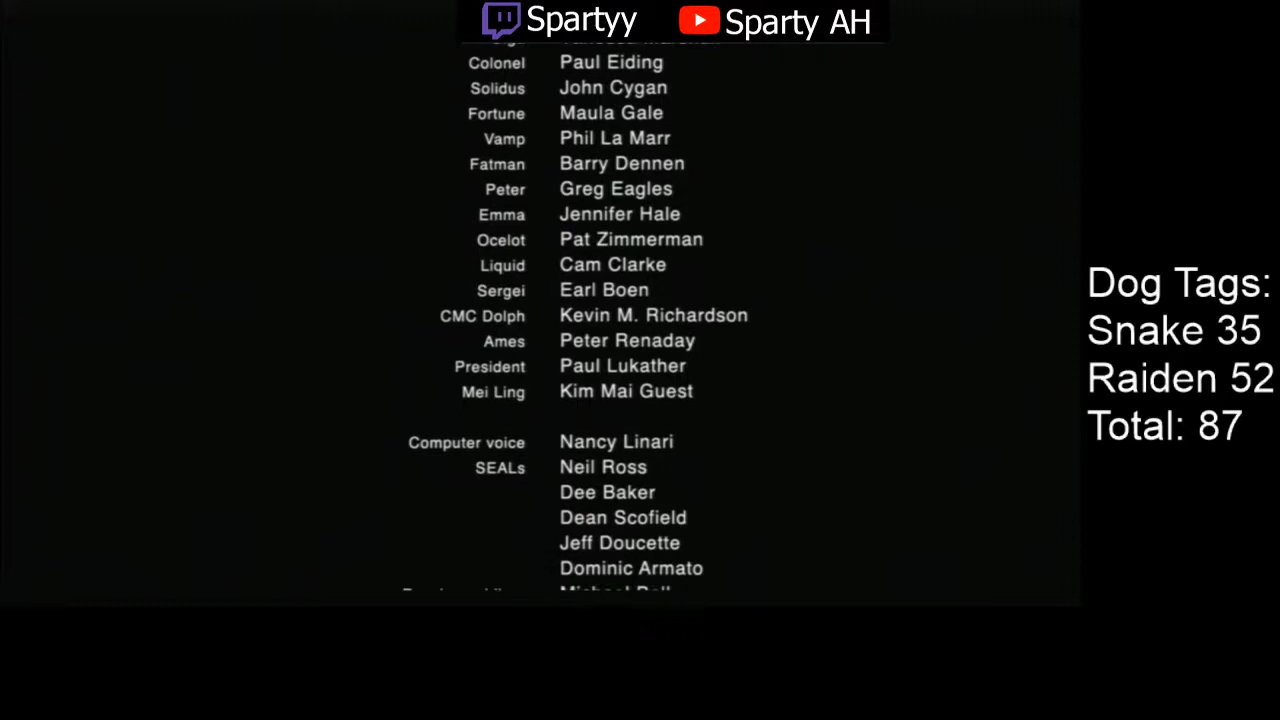 Spartyy Sparty AH
Colonel Paul Eiding
Solidus John Cygan
Fortune Maula Gale
Vamp Phil La Marr
Fatman Barry Dennen
Peter Greg Eagles
Emma Jennifer Hale
Ocelot Pat Zimmerman
Liquid Cam Clarke
Sergei Earl Boen
CMC Dolph Kevin M. Richardson
Ames Peter Renaday
President Paul Lukather
Mei Ling Kim Mai Guest
Computer voice Nancy Linari
SEALs Neil Ross
Dee Baker
Dean Scofield
Jeff Doucette
Dominic Armato
Dog Tags:
Snake 35
Raiden 52
Total: 87